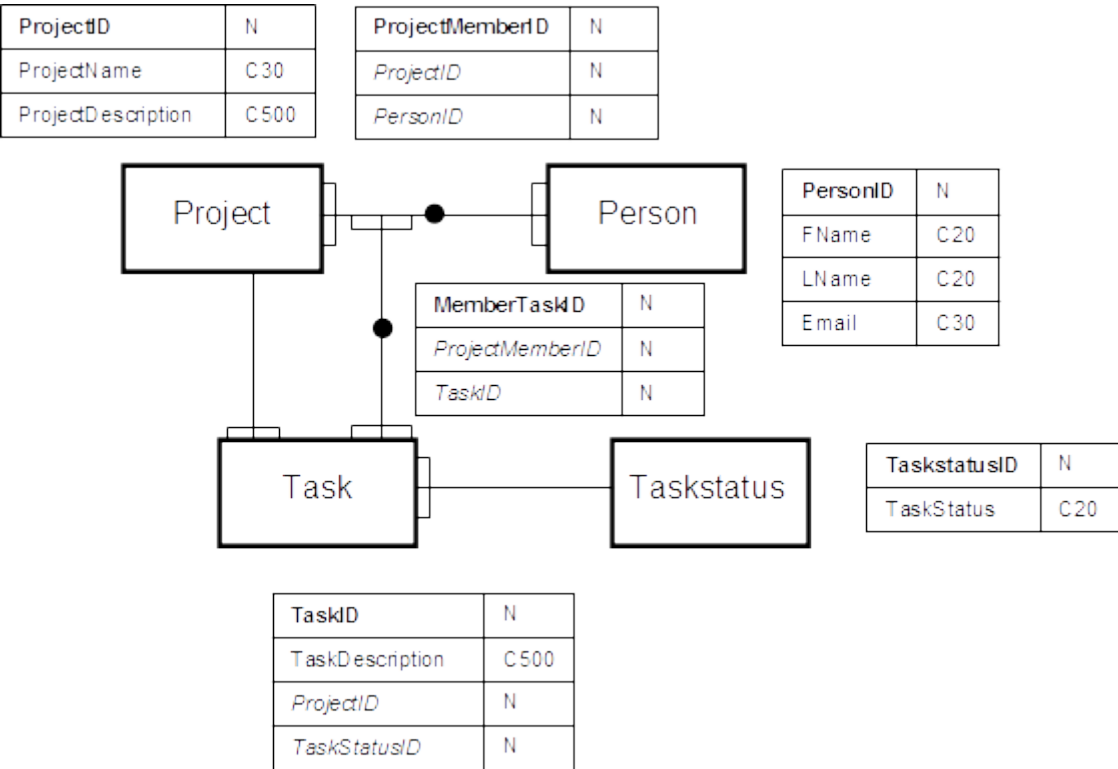 ProjectID N
ProjectName C30
ProjectDescription C500
ProjectMemberID N
ProjectID N
PersonID N
Project
Person
PersonID N
FName C20
LName C20
Email C30
MemberTaskID N
ProjectMemberID N
TaskID N
Task
Taskstatus
TaskstatusID N
TaskStatus C20
TaskID N
TaskDescription C500
ProjectID N
TaskStatusID N